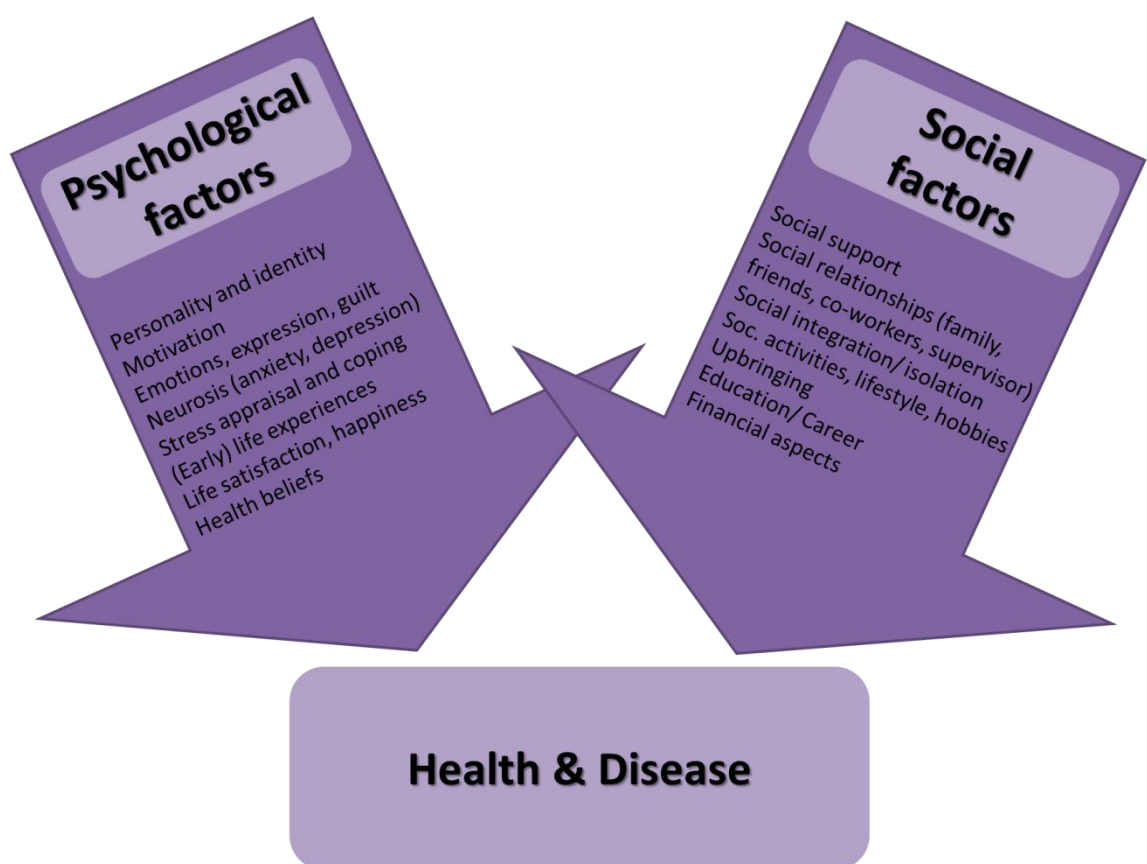 Psychological
factors
Personality and identity
Motivation
Emotions, expression, guilt
Neurosis (anxiety, depression)
Stress appraisal and coping
(Early) life experiences
Life satisfaction, happiness
Health beliefs
Social
factors
Social support
Social relationships (family,
friends, co-workers, supervisor)
Social integration/ isolation
Soc. activities, lifestyle, hobbies
Upbringing
Education/ Career
Financial aspects
Health & Disease